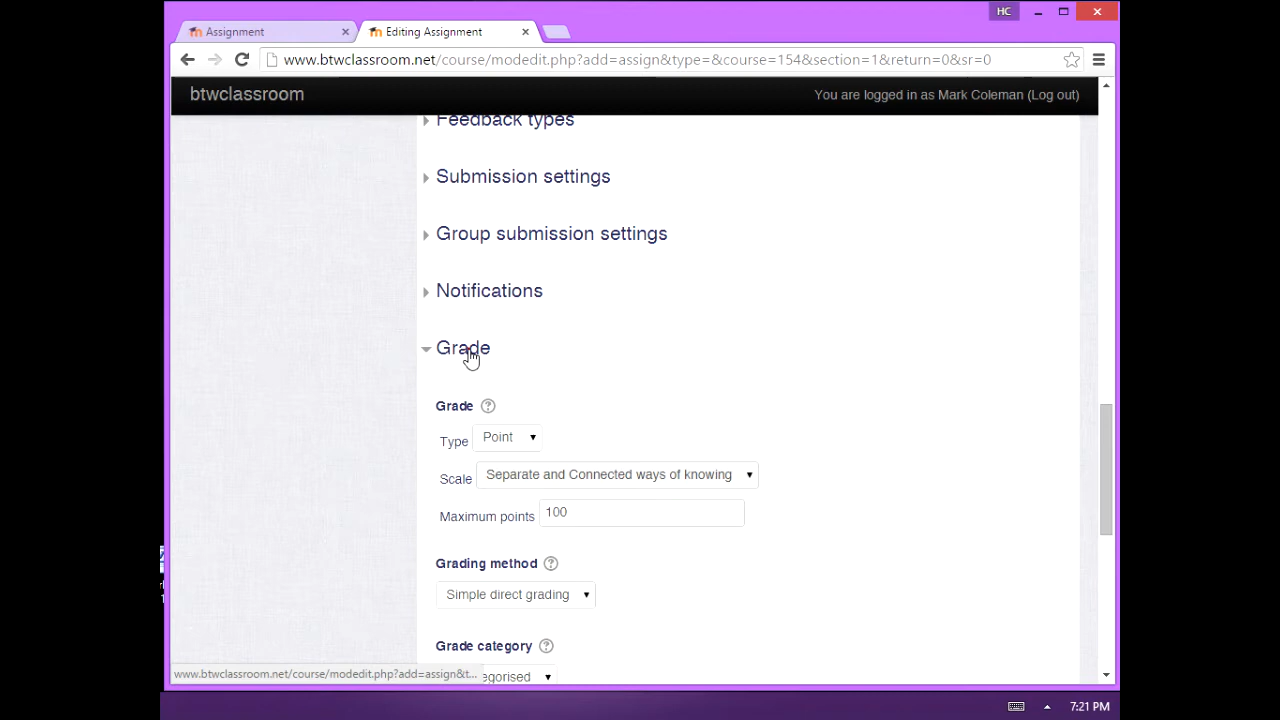 HC
Assignment
Editing Assignment
www.btwclassroom.net/course/modedit.php?add=assign&type=&course=154&section=1&return=0&sr=0
btwclassroom
You are logged in as Mark Coleman (Log out)
Feedback types
Submission settings
Group submission settings
Notifications
Grade
Grade
Type Point
Scale Separate and Connected ways of knowing
Maximum points 100
Grading method
Simple direct grading
Grade category
egorised
www.btwclassroom.net/course/modedit.php?add=assign&t...
7:21 PM